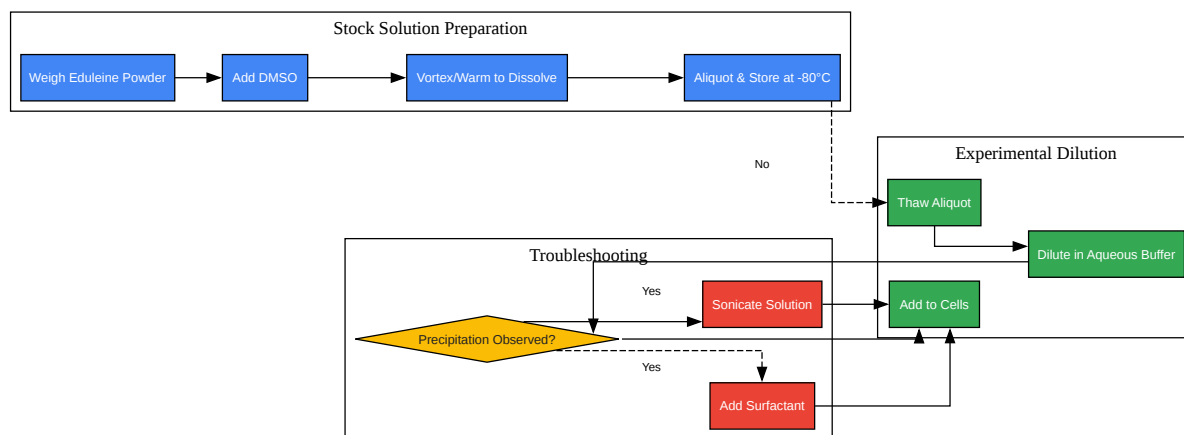 Stock Solution Preparation
Weigh Eduleine Powder
Add DMSO
Vortex/Warm to Dissolve
Aliquot & Store at -80°C
No
Experimental Dilution
Thaw Aliquot
Dilute in Aqueous Buffer
Troubleshooting
Yes
Sonicate Solution
Add to Cells
Precipitation Observed?
Yes
Add Surfactant